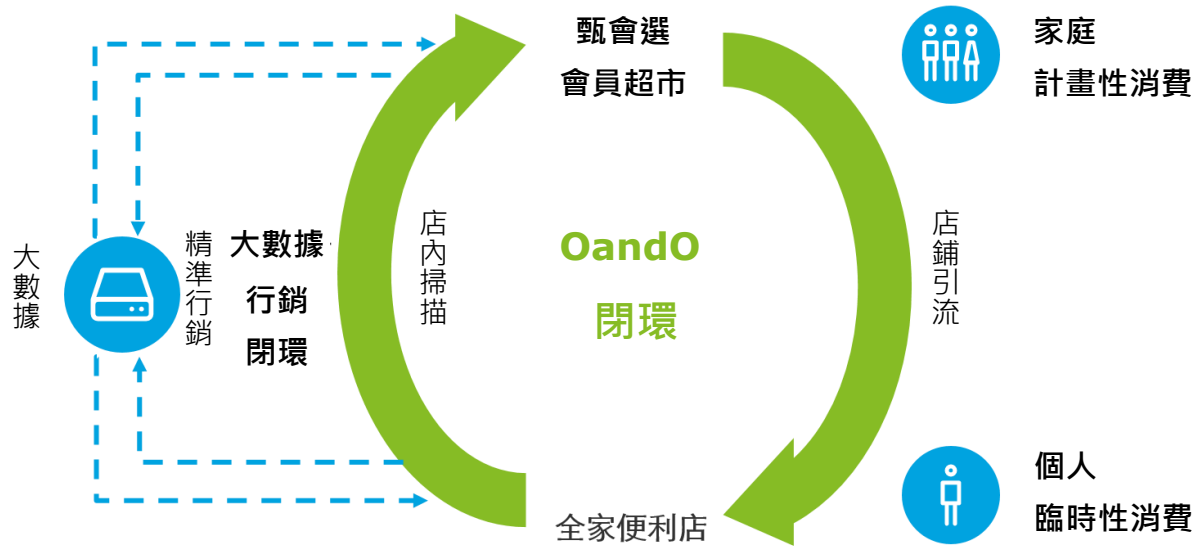 甄會選
會員超市
家庭
計畫性消費
大數據
精準行銷
大數據
行銷
閉環
店內掃描
OandO
閉環
店鋪引流
全家便利店
個人
臨時性消費